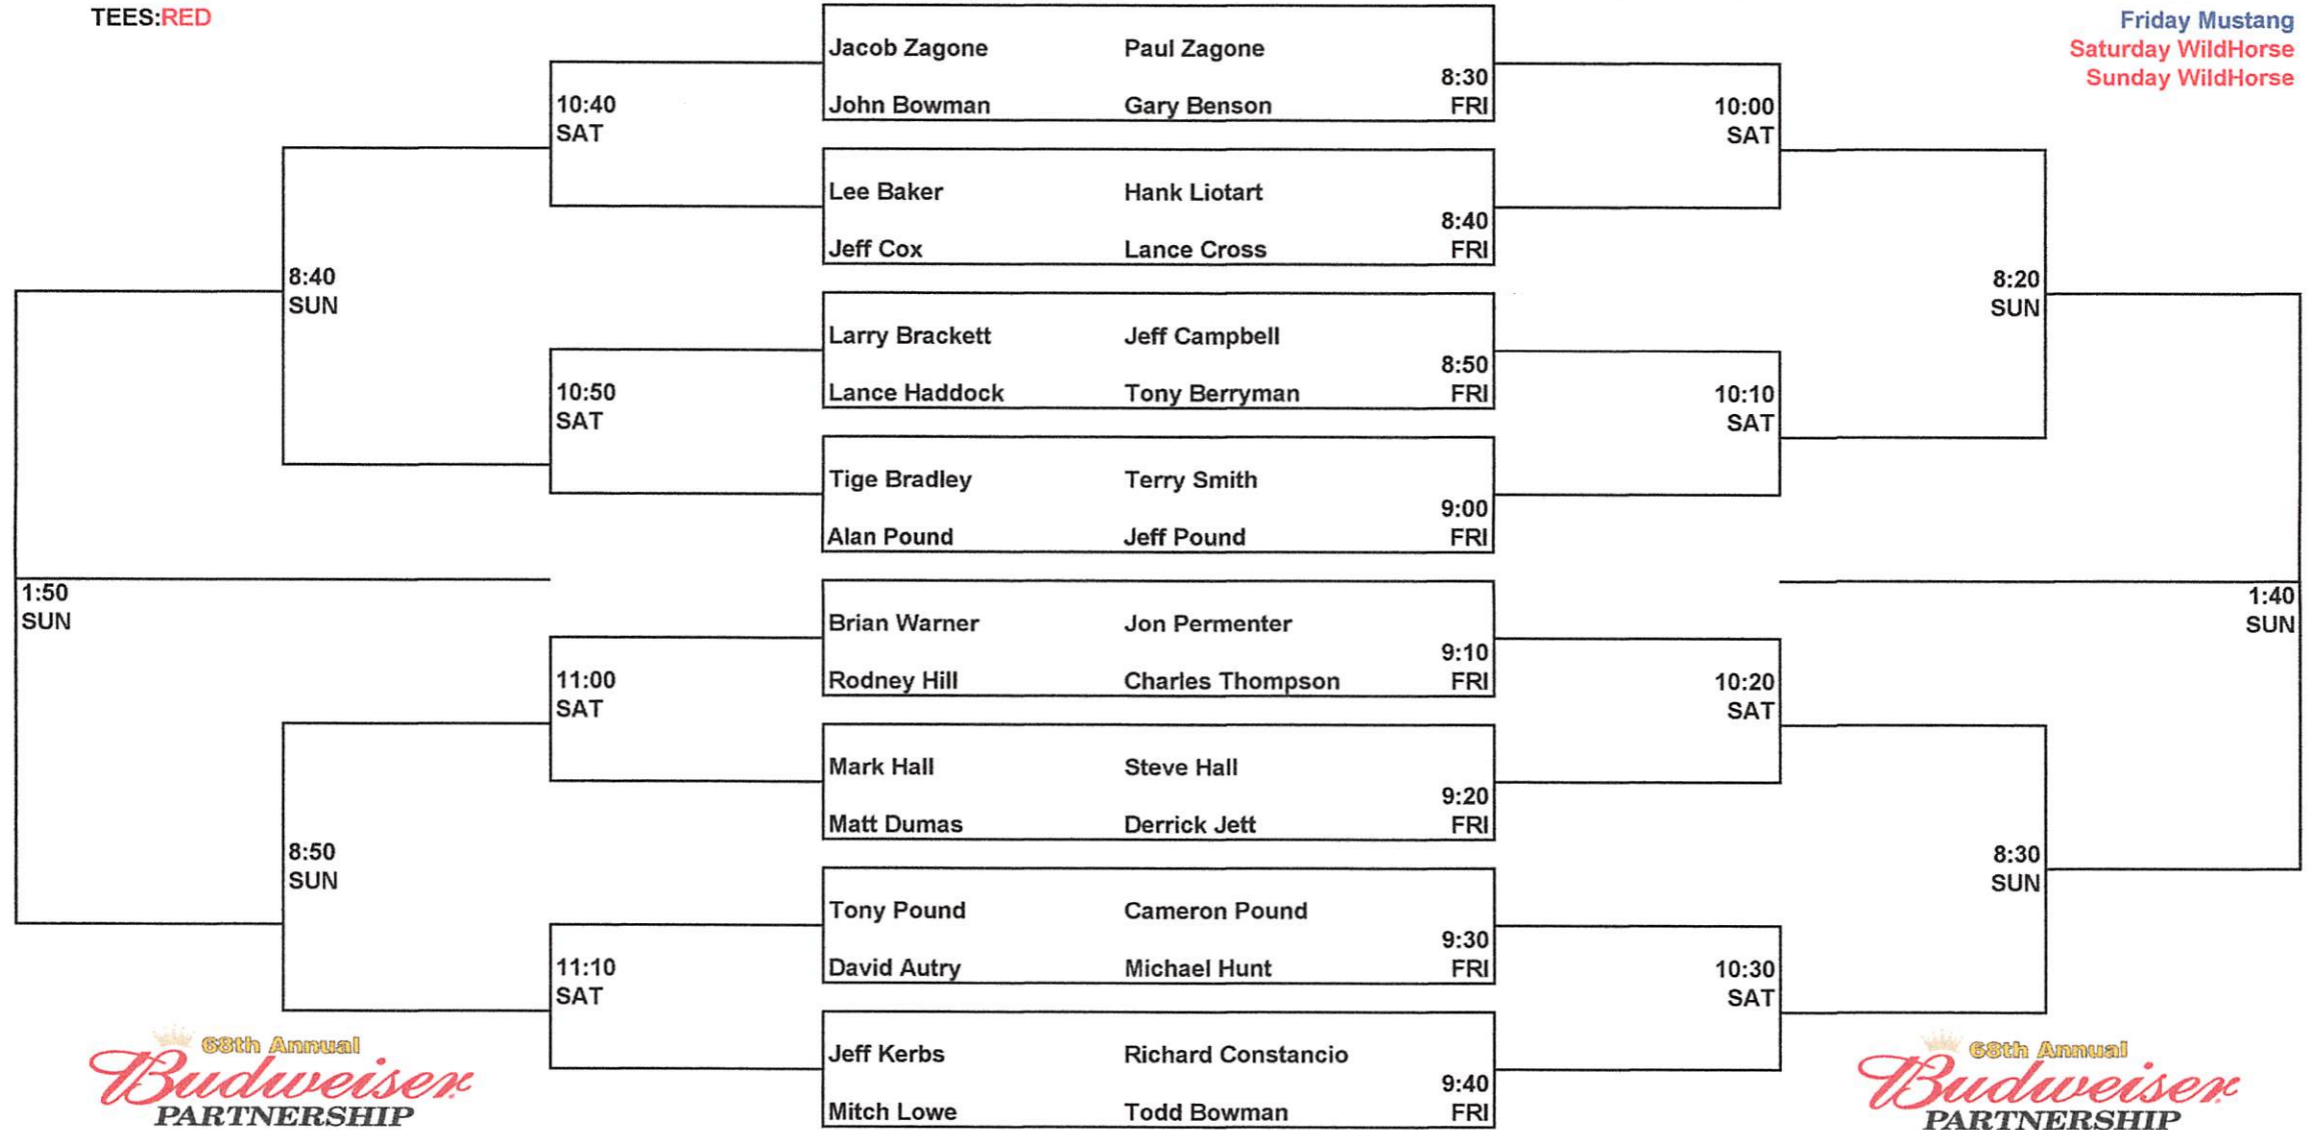 TEES:RED
Friday Mustang
Saturday WildHorse
Sunday WildHorse
Jacob Zagone Paul Zagone
8:30
John Bowman Gary Benson FRI
10:40
SAT
10:00
SAT
Lee Baker Hank Liotart
8:40
Jeff Cox Lance Cross FRI
8:40
SUN
8:20
SUN
Larry Brackett Jeff Campbell
8:50
Lance Haddock Tony Berryman FRI
10:50
SAT
10:10
SAT
Tige Bradley Terry Smith
9:00
Alan Pound Jeff Pound FRI
1:50
SUN
1:40
SUN
Brian Warner Jon Permenter
9:10
Rodney Hill Charles Thompson FRI
11:00
SAT
10:20
SAT
Mark Hall Steve Hall
9:20
Matt Dumas Derrick Jett FRI
8:50
SUN
8:30
SUN
Tony Pound Cameron Pound
9:30
David Autry Michael Hunt FRI
11:10
SAT
10:30
SAT
Jeff Kerbs Richard Constancio
9:40
Mitch Lowe Todd Bowman FRI
68th Annual
Budweiser
PARTNERSHIP
68th Annual
Budweiser
PARTNERSHIP